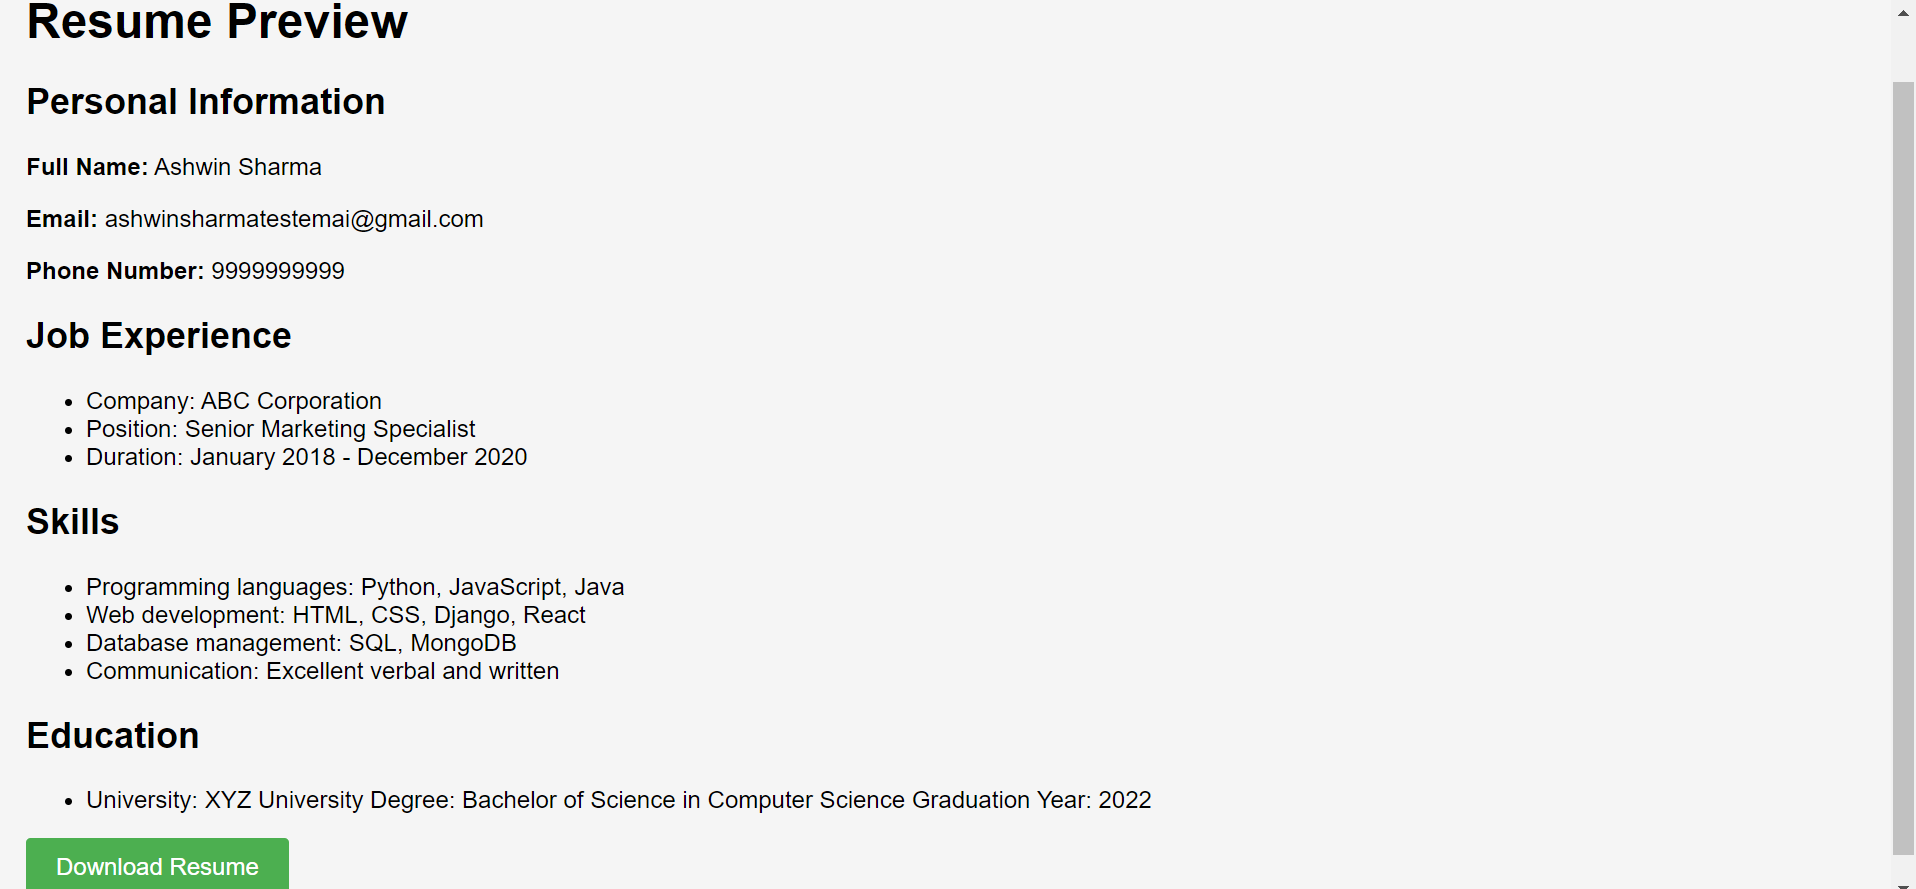 Resume Preview
Personal Information
Full Name: Ashwin Sharma
Email: ashwinsharmatestemai@gmail.com
Phone Number: 9999999999
Job Experience
Company: ABC Corporation
Position: Senior Marketing Specialist
Duration: January 2018 - December 2020
Skills
Programming languages: Python, JavaScript, Java
Web development: HTML, CSS, Django, React
Database management: SQL, MongoDB
Communication: Excellent verbal and written
Education
University: XYZ University Degree: Bachelor of Science in Computer Science Graduation Year: 2022
Download Resume